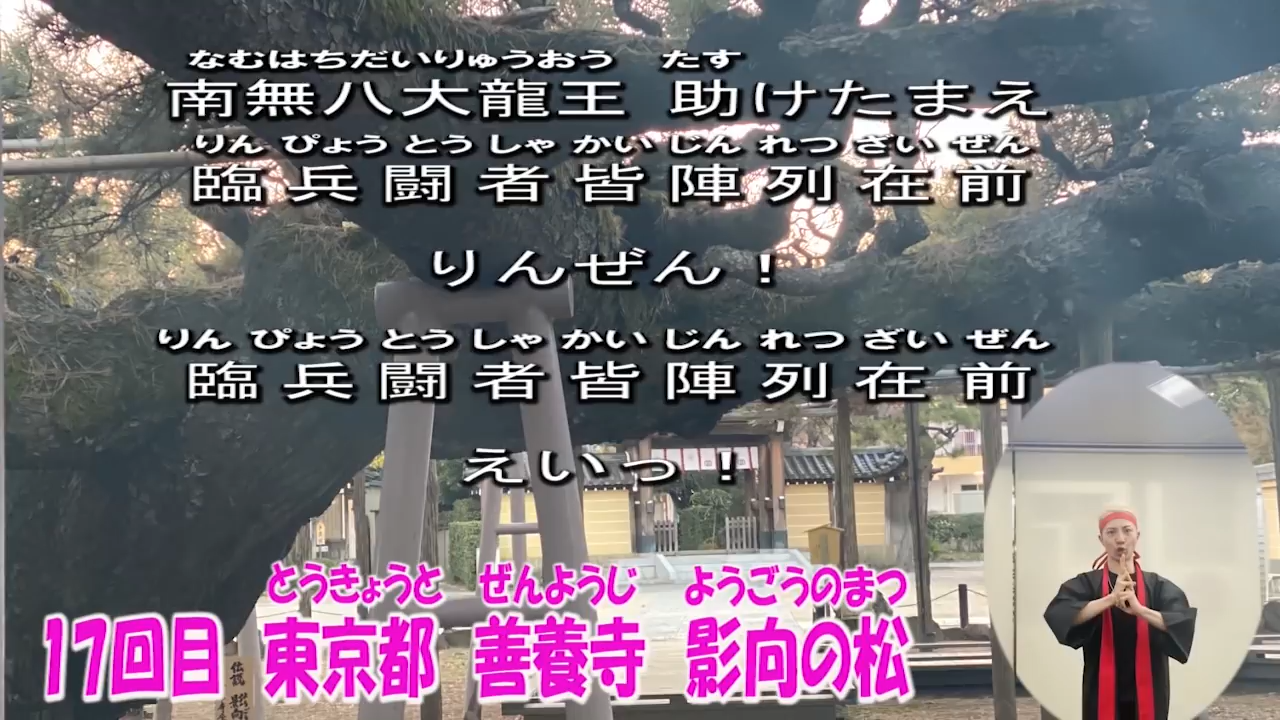 なむはちだいりゅうおう たす
南無八大龍王 助けたまえ
りん ぴょう とう しゃ かい じん れつ ざい ぜん
臨兵闘者皆陣列在前
りんぜん！
りん ぴょう とう しゃ かい じん れつ ざい ぜん
臨兵闘者皆陣列在前
えいっ！
とうきょうと ぜんようじ ようごうのまつ
17回目 東京都 善養寺 影向の松
伝説 影向